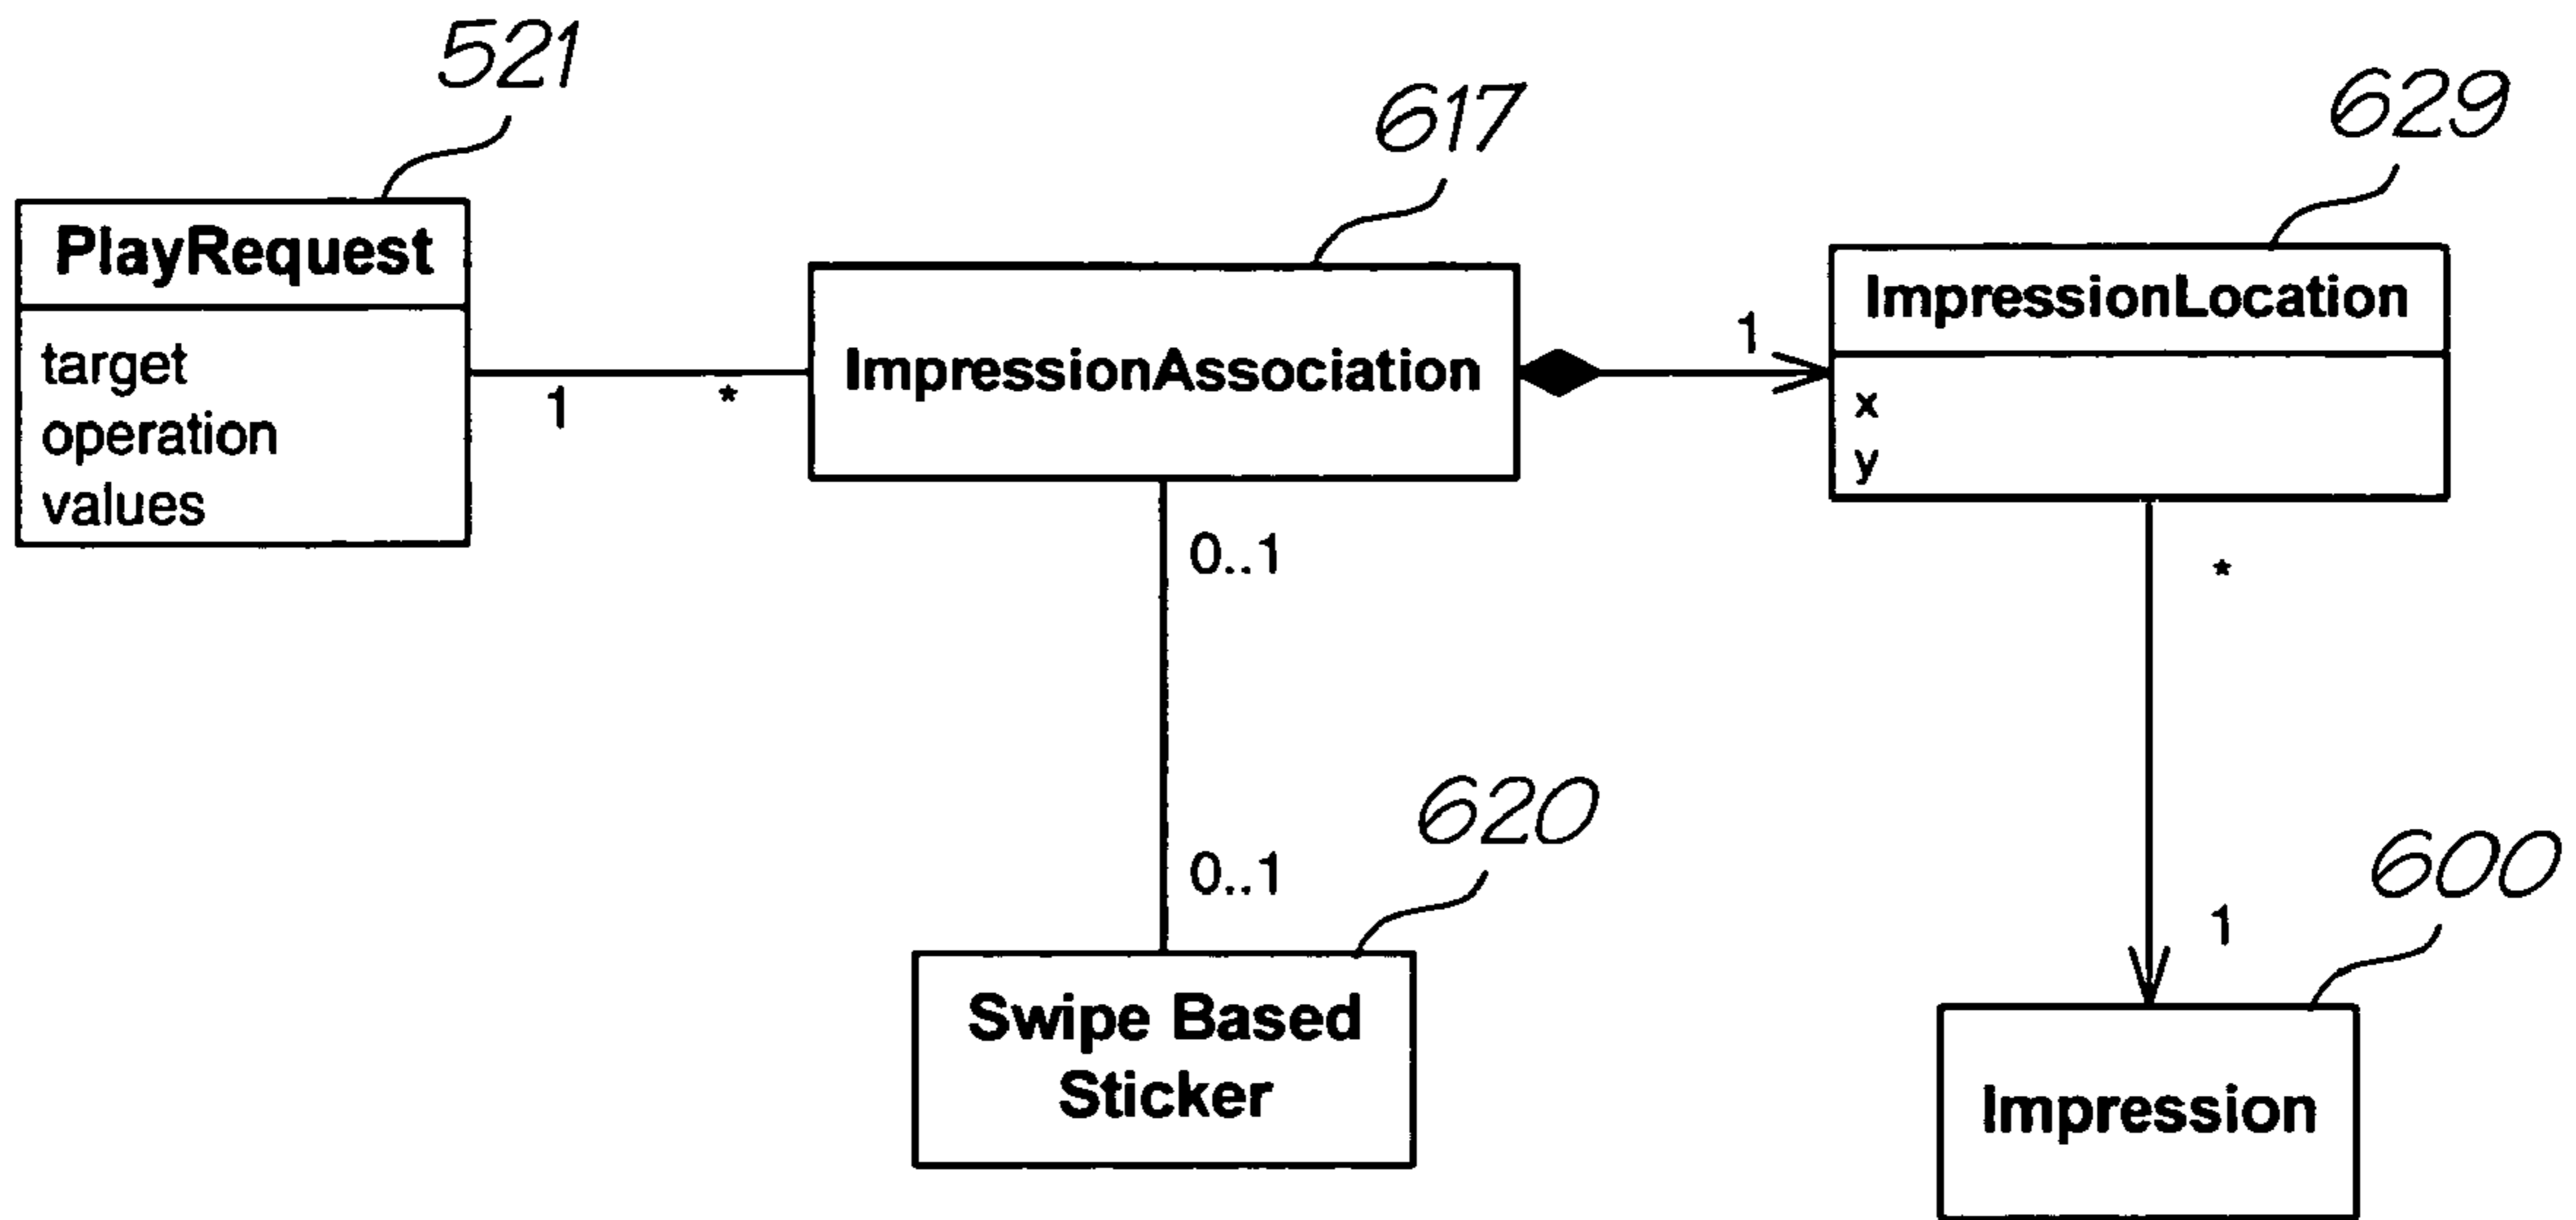 521
617
629
PlayRequest
target
operation
values
1
*
ImpressionAssociation
1
ImpressionLocation
x
y
0..1
0..1
*
1
620
Swipe Based
Sticker
600
Impression